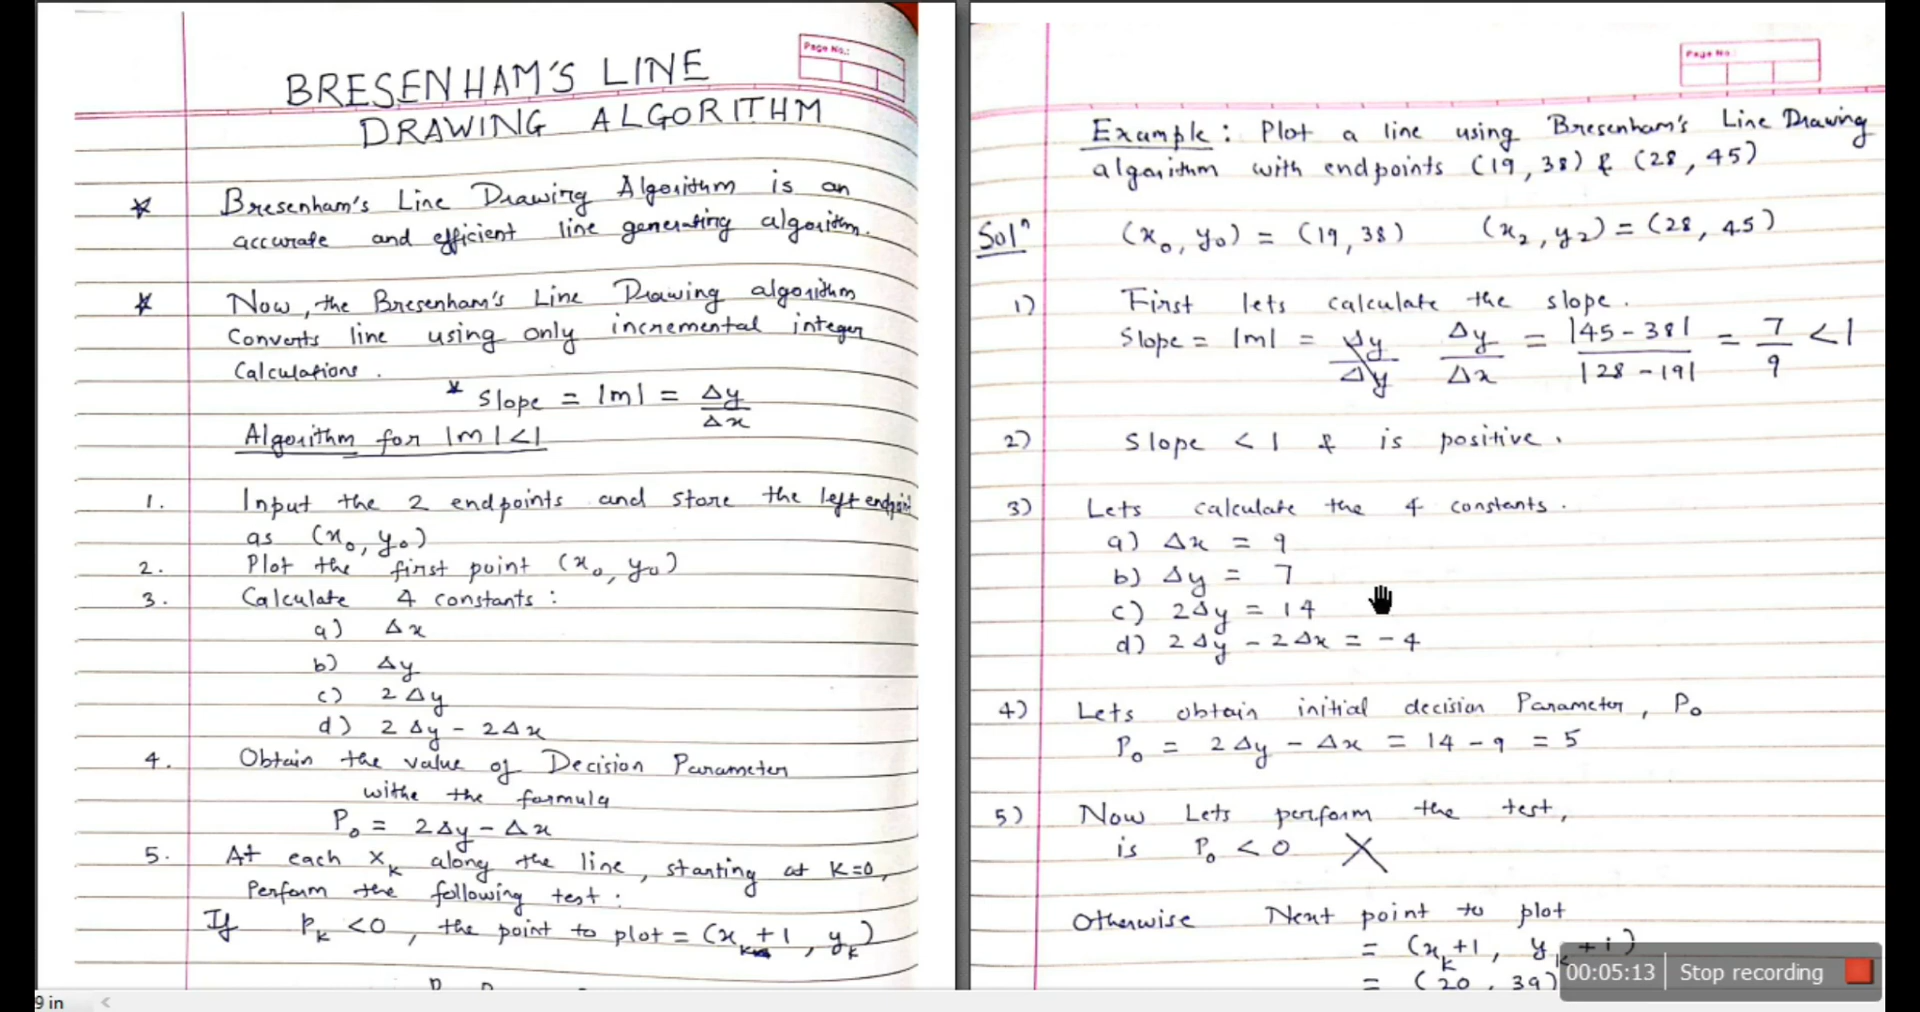 Page No.:
BRESENHAM'S LINE
DRAWING ALGORITHM
☆ Bresenham's Line Drawing Algorithm is an
accurate and efficient line generating algorithm.
☆ Now, the Bresenham's Line Drawing algorithm
Converts line using only incremental integer
Calculations.
* Slope = |m| = Δy/Δx
Algorithm for |m|<1
1. Input the 2 endpoints and store the left endpoint
as (x₀, y₀)
2. Plot the first point (x₀, y₀)
3. Calculate 4 constants:
a) Δx
b) Δy
c) 2Δy
d) 2Δy - 2Δx
4. Obtain the value of Decision Parameter
withe the formula
P₀ = 2Δy - Δx
5. At each xₖ along the line, starting at K=0,
Perform the following test:
If Pₖ <0, the point to plot = (xₖ+1, yₖ)
9 in
Page No
Example: Plot a line using Bresenham's Line Drawing
algorithm with endpoints (19, 38) & (28, 45)
Solⁿ (x₀, y₀) = (19, 38) (x₂, y₂) = (28, 45)
1) First lets calculate the slope.
Slope = |m| = Δy/Δy Δy/Δx = |45-38|/|28-19| = 7/9 <1
2) Slope < 1 & is positive.
3) Lets calculate the 4 constants.
a) Δx = 9
b) Δy = 7
c) 2Δy = 14
d) 2Δy - 2Δx = -4
4) Lets obtain initial decision Parameter, P₀
P₀ = 2Δy - Δx = 14 - 9 = 5
5) Now Lets perform the test,
is P₀ < 0 X
Otherwise Next point to plot
= (xₖ+1, yₖ+1)
= (20, 39)
00:05:13 Stop recording